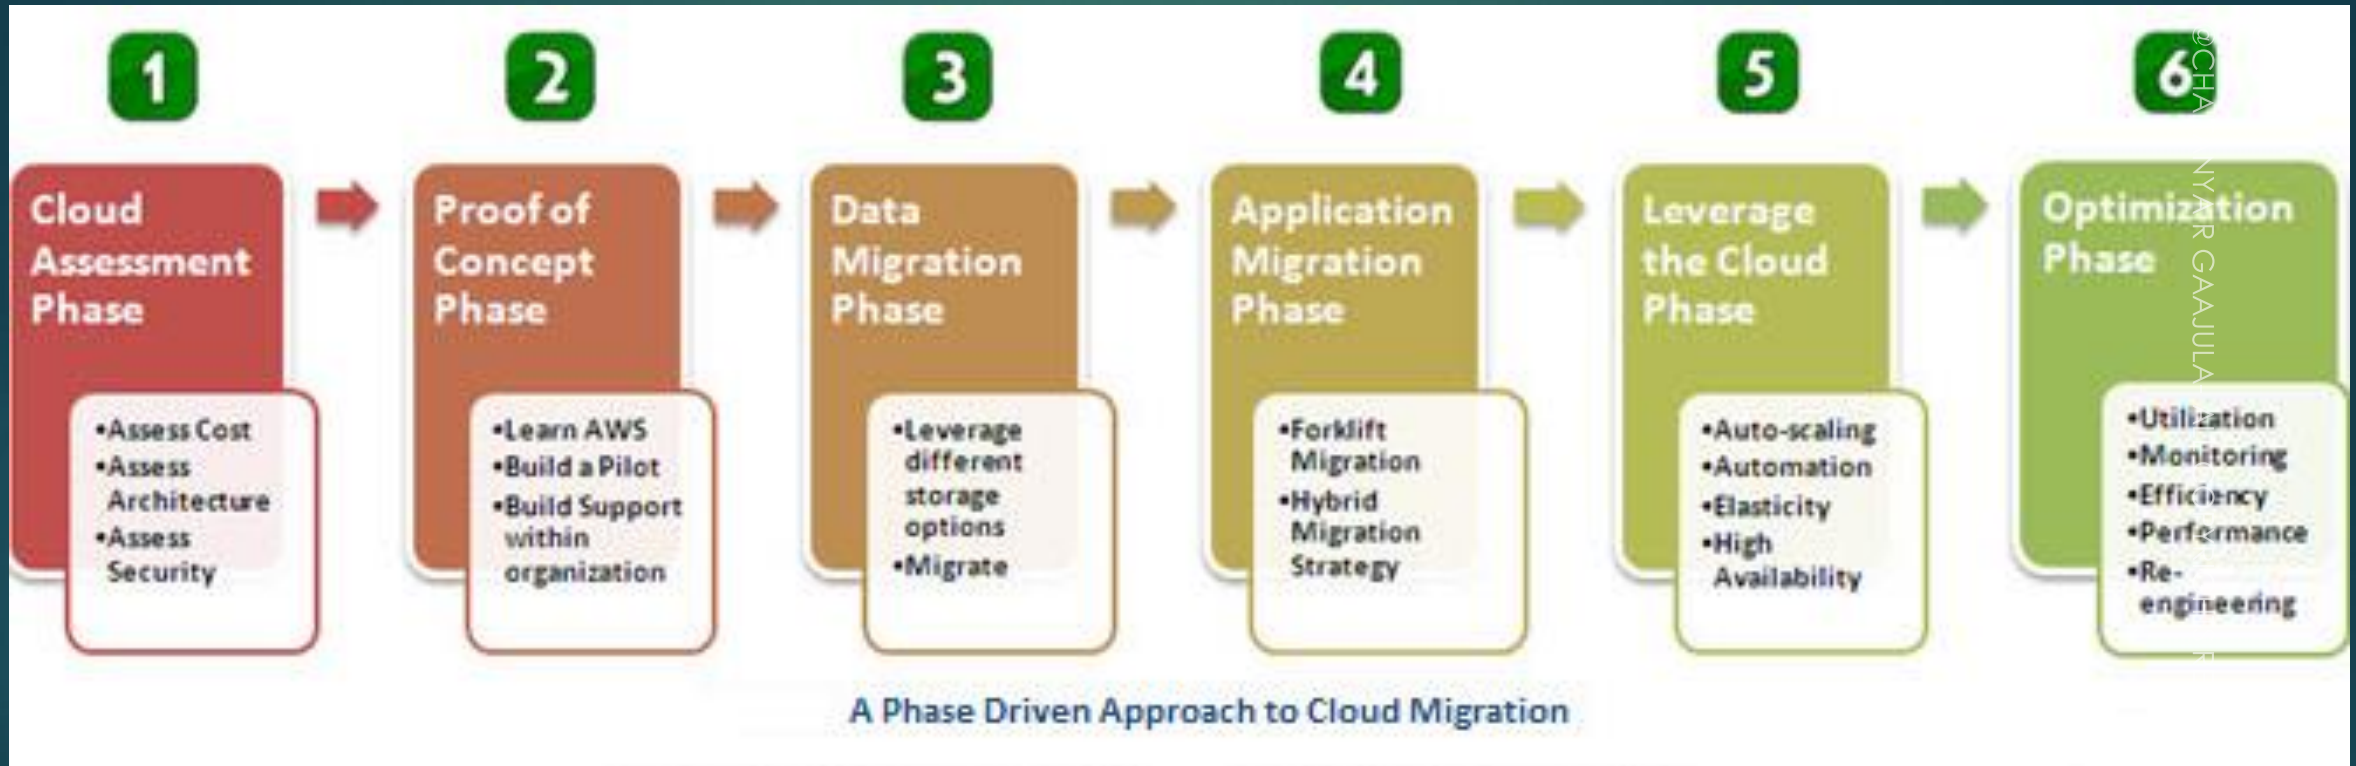 1
Cloud
Assessment
Phase
•Assess Cost
•Assess
Architecture
•Assess
Security
2
Proof of
Concept
Phase
•Learn AWS
•Build a Pilot
•Build Support
within
organization
3
Data
Migration
Phase
•Leverage
different
storage
options
•Migrate
4
Application
Migration
Phase
•Forklift
Migration
•Hybrid
Migration
Strategy
5
Leverage
the Cloud
Phase
•Auto-scaling
•Automation
•Elasticity
•High
Availability
6
Optimization
Phase
•Utilization
•Monitoring
•Efficiency
•Performance
•Re-
engineering
A Phase Driven Approach to Cloud Migration
GAAJULA